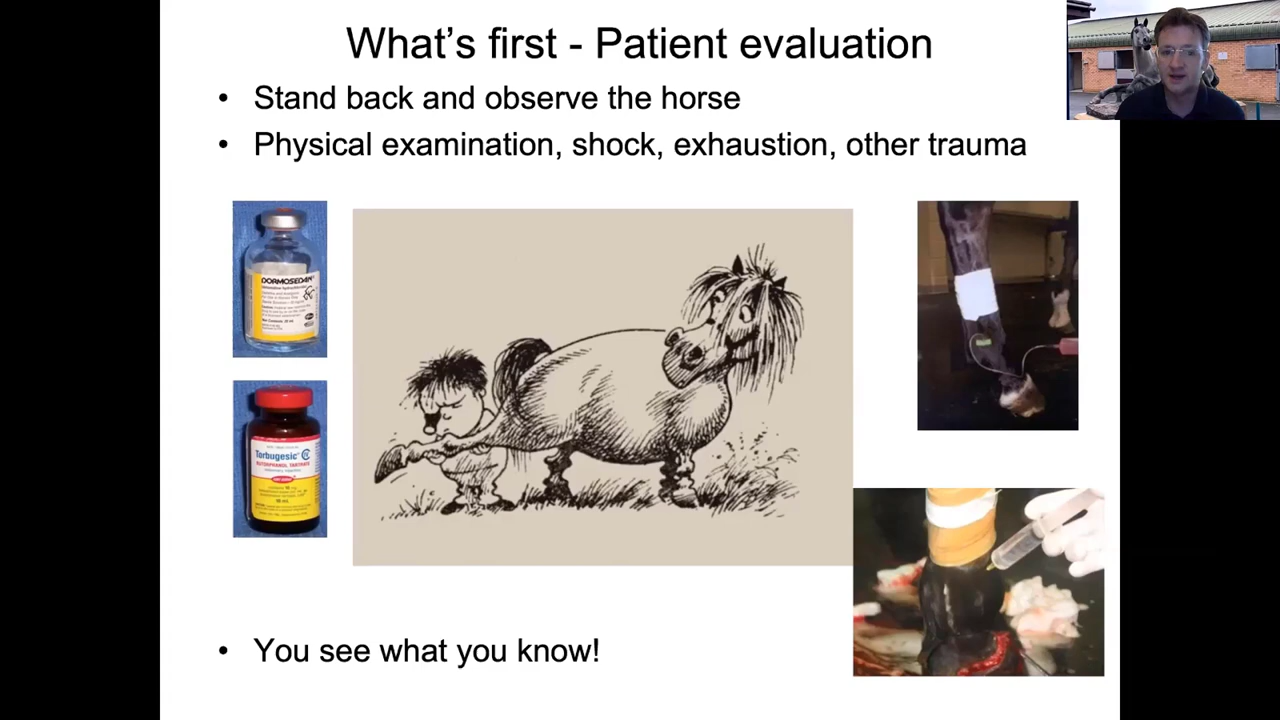 What's first - Patient evaluation
• Stand back and observe the horse
• Physical examination, shock, exhaustion, other trauma
DORMOSEDAN
Torbugesic
BUTORPHANOL TARTRATE
• You see what you know!